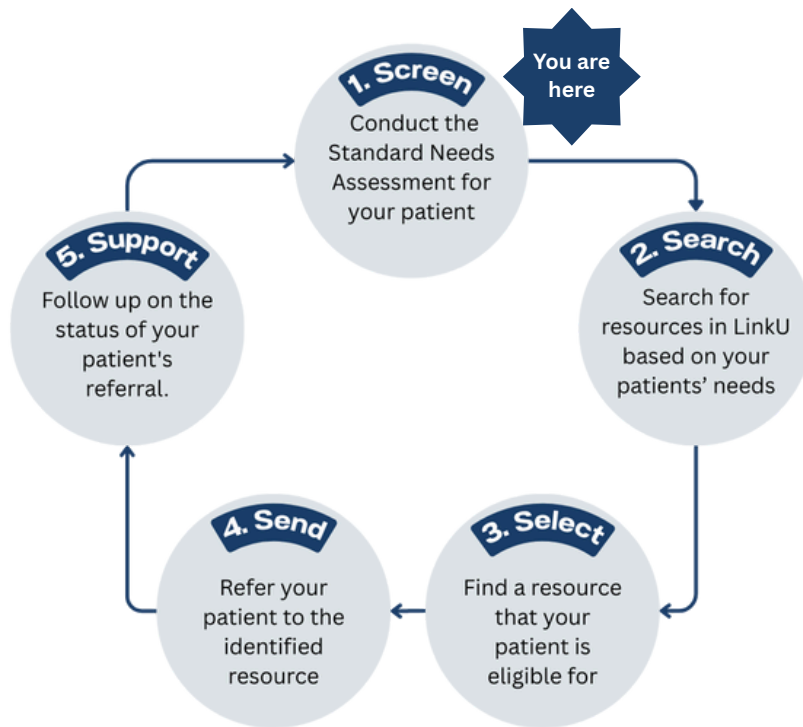 1. Screen
Conduct the
Standard Needs
Assessment for
your patient
You are
here
2. Search
Search for
resources in LinkU
based on your
patients’ needs
3. Select
Find a resource
that your
patient is
eligible for
4. Send
Refer your
patient to the
identified
resource
5. Support
Follow up on the
status of your
patient's
referral.